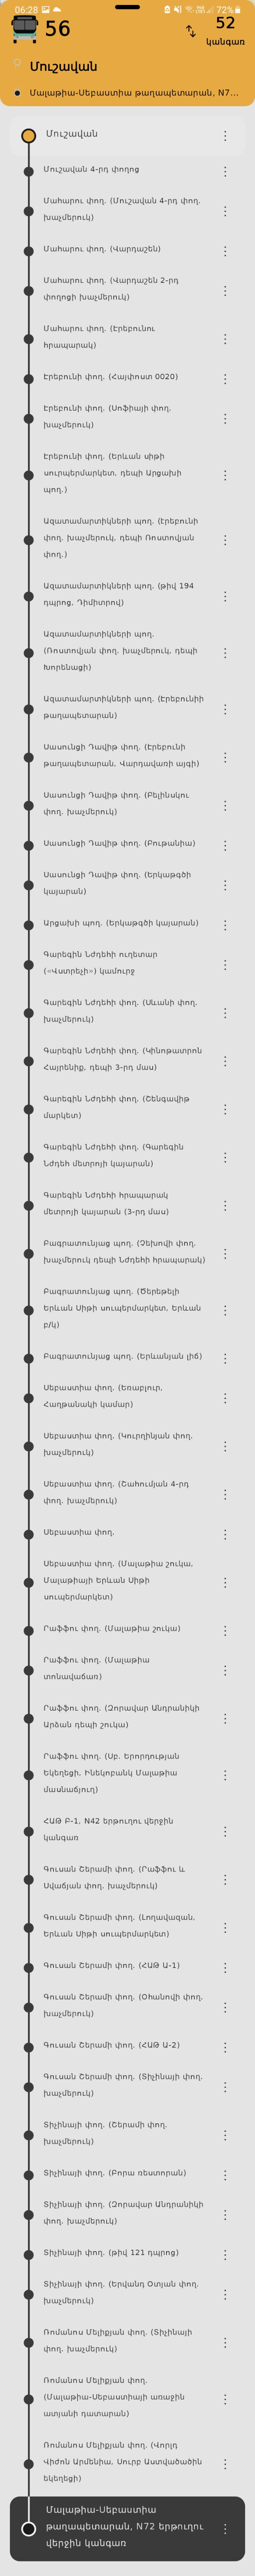 06:28
72%
56
52
կանգառ
Մուշավան
Մալաթիա-Սեբաստիա թաղապետարան, N7...
Մուշավան
Մուշավան 4-րդ փողոց
Մահարու փող. (Մուշավան 4-րդ փող.
խաչմերուկ)
Մահարու փող. (Վարդաշեն)
Մահարու փող. (Վարդաշեն 2-րդ
փողոցի խաչմերուկ)
Մահարու փող. (Էրեբունու
հրապարակ)
Էրեբունի փող. (Հայփոստ 0020)
Էրեբունի փող. (Սոֆիայի փող.
խաչմերուկ)
Էրեբունի փող. (Երևան սիթի
սուրպերմարկետ, դեպի Արցախի
պող.)
Ազատամարտիկների պող. (էրեբունի
փող. խաչմերուկ, դեպի Ռոստովյան
փող.)
Ազատամարտիկների պող. (թիվ 194
դպրոց, Դիմիտրով)
Ազատամարտիկների պող.
(Ռոստովյան փող. խաչմերուկ, դեպի
Խորենացի)
Ազատամարտիկների պող. (Էրեբունիի
թաղապետարան)
Սասունցի Դավիթ փող. (Էրեբունի
թաղապետարան, Վարդավառի այգի)
Սասունցի Դավիթ փող. (Բելինսկու
փող. խաչմերուկ)
Սասունցի Դավիթ փող. (Բութանիա)
Սասունցի Դավիթ փող. (Երկաթգծի
կայարան)
Արցախի պող. (Երկաթգծի կայարան)
Գարեգին Նժդեհի ուղետար
(«Վստրեչի») կամուրջ
Գարեգին Նժդեհի փող. (Սևանի փող.
խաչմերուկ)
Գարեգին Նժդեհի փող. (Կինոթատրոն
Հայրենիք, դեպի 3-րդ մաս)
Գարեգին Նժդեհի փող. (Շենգավիթ
մարկետ)
Գարեգին Նժդեհի փող. (Գարեգին
Նժդեհ մետրոյի կայարան)
Գարեգին Նժդեհի հրապարակ
մետրոյի կայարան (3-րդ մաս)
Բագրատունյաց պող. (Չեխովի փող.
խաչմերուկ դեպի Նժդեհի հրապարակ)
Բագրատունյաց պող. (Ծերեթելի
Երևան Սիթի սուպերմարկետ, Երևան
բ/կ)
Բագրատունյաց պող. (Երևանյան լիճ)
Սեբաստիա փող. (Եռաբլուր,
Հաղթանակի կամար)
Սեբաստիա փող. (Կուրղինյան փող.
խաչմերուկ)
Սեբաստիա փող. (Շահումյան 4-րդ
փող. խաչմերուկ)
Սեբաստիա փող.
Սեբաստիա փող. (Մալաթիա շուկա,
Մալաթիայի Երևան Սիթի
սուպերմարկետ)
Րաֆֆու փող. (Մալաթիա շուկա)
Րաֆֆու փող. (Մալաթիա
տոնավաճառ)
Րաֆֆու փող. (Զորավար Անդրանիկի
Արձան դեպի շուկա)
Րաֆֆու փող. (Սբ. Երրորդության
Եկեղեցի, Ինեկոբանկ Մալաթիա
մասնաճյուղ)
ՀԱԹ Բ-1, N42 երթուղու վերջին
կանգառ
Գուսան Շերամի փող. (Րաֆֆու և
Սվաճյան փող. խաչմերուկ)
Գուսան Շերամի փող. (Լողավազան,
Երևան Սիթի սուպերմարկետ)
Գուսան Շերամի փող. (ՀԱԹ Ա-1)
Գուսան Շերամի փող. (Օհանովի փող.
խաչմերուկ)
Գուսան Շերամի փող. (ՀԱԹ Ա-2)
Գուսան Շերամի փող. (Տիչինայի փող.
խաչմերուկ)
Տիչինայի փող. (Շերամի փող.
խաչմերուկ)
Տիչինայի փող. (Բորա ռեստորան)
Տիչինայի փող. (Զորավար Անդրանիկի
փող. խաչմերուկ)
Տիչինայի փող. (թիվ 121 դպրոց)
Տիչինայի փող. (Երվանդ Օտյան փող.
խաչմերուկ)
Ռոմանոս Մելիքյան փող. (Տիչինայի
փող. խաչմերուկ)
Ռոմանոս Մելիքյան փող.
(Մալաթիա-Սեբաստիայի առաջին
ատյանի դատարան)
Ռոմանոս Մելիքյան փող. (Վորլդ
Վիժոն Արմենիա, Սուրբ Աստվածածին
եկեղեցի)
Մալաթիա-Սեբաստիա
թաղապետարան, N72 երթուղու
վերջին կանգառ